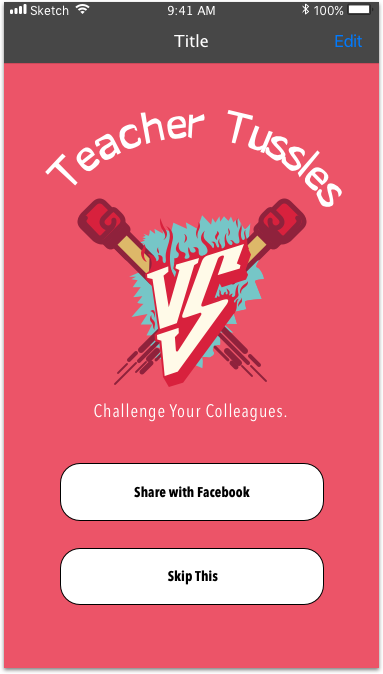 Sketch 9:41 AM 100%
Title Edit
Teacher Tussles
VS
Challenge Your Colleagues.
Share with Facebook
Skip This